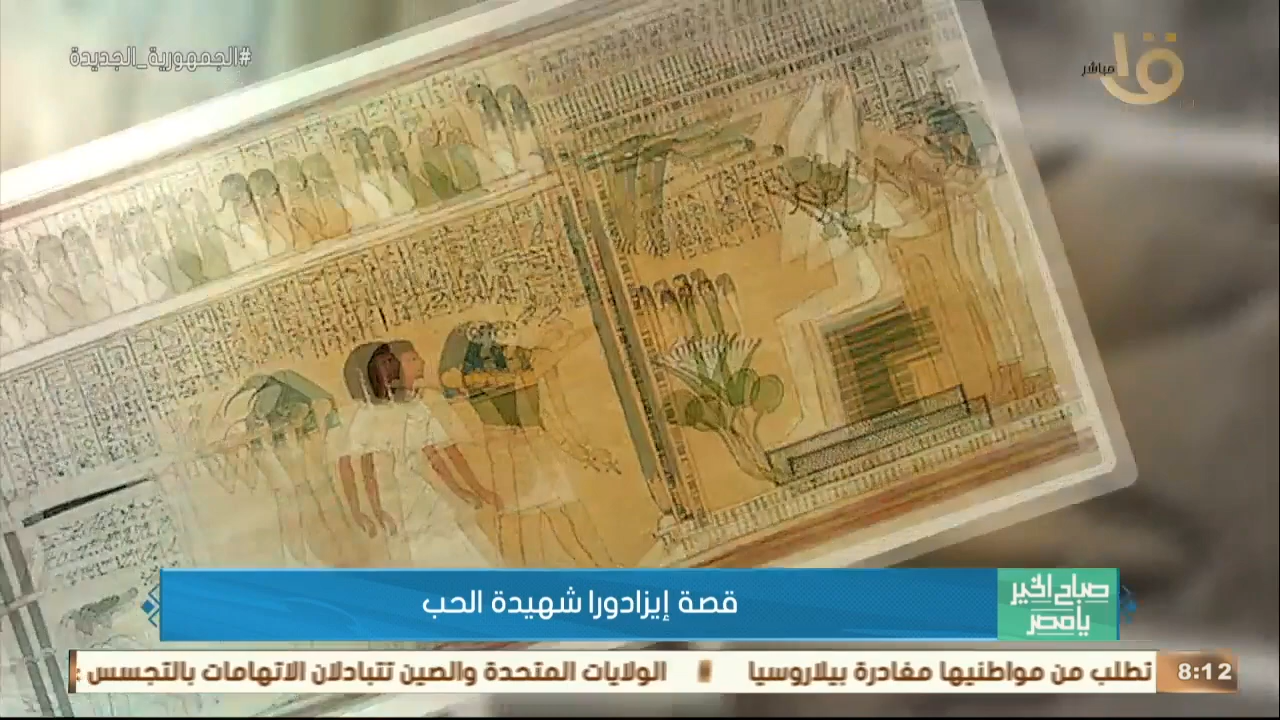 #الجمهورية_الجديدة
مباشر
قصة إيزادورا شهيدة الحب
صباح الخير
يا مصر
8:12 تطلب من مواطنيها مغادرة بيلاروسيا الولايات المتحدة والصين تتبادلان الاتهامات بالتجسس :